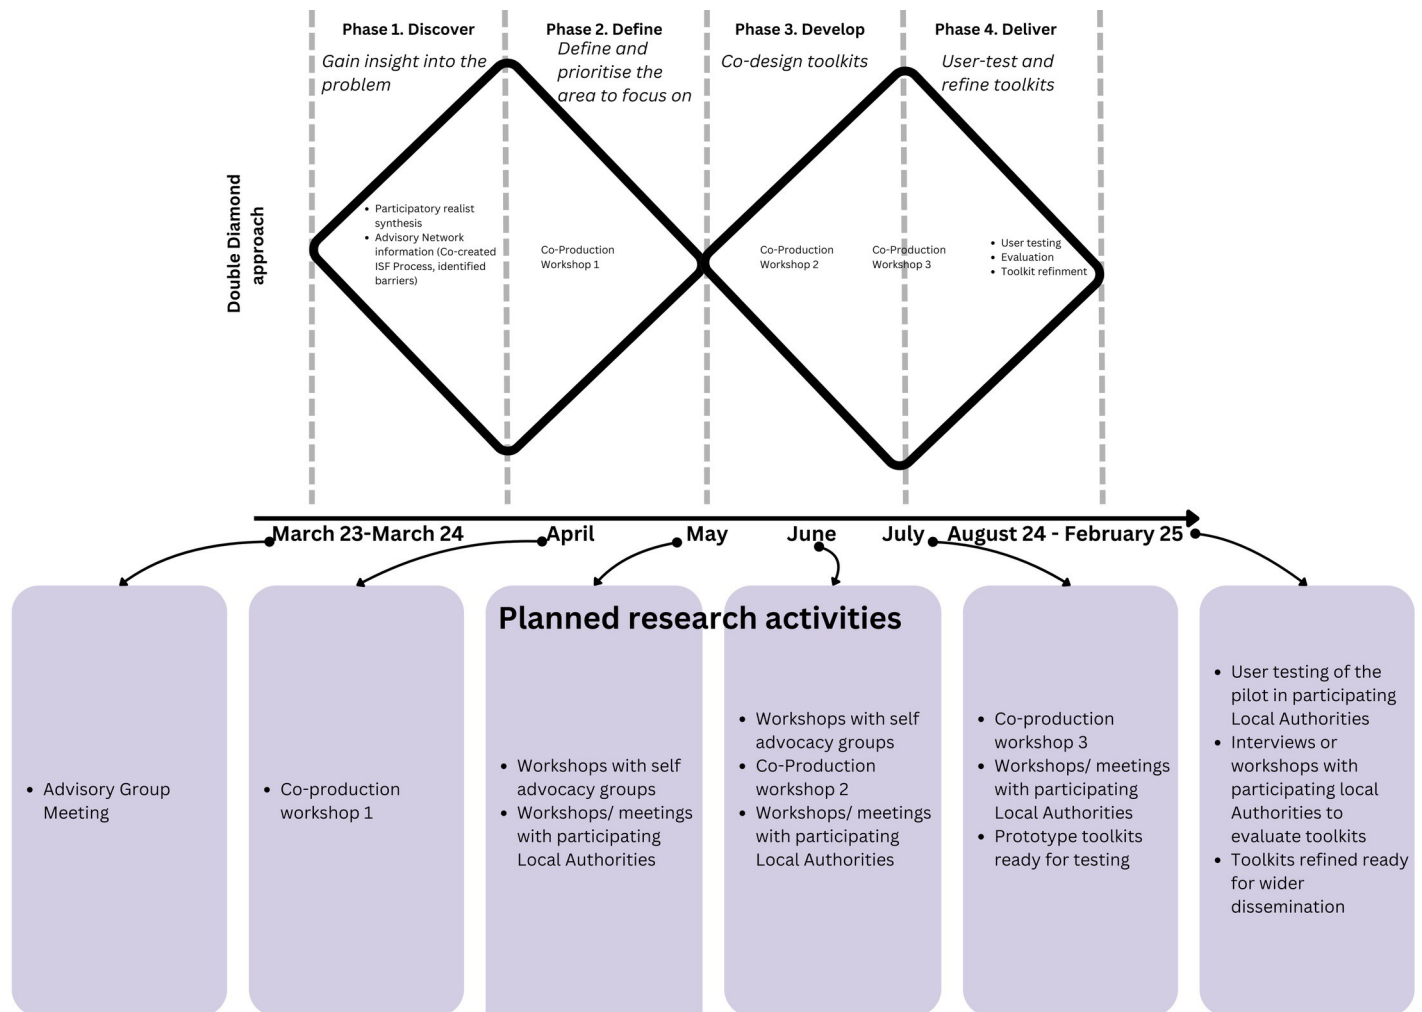 Phase 1. Discover
Gain insight into the
problem
Phase 2. Define
Define and
prioritise the
area to focus on
Phase 3. Develop
Co-design toolkits
Phase 4. Deliver
User-test and
refine toolkits
Double Diamond
approach
• Participatory realist
synthesis
• Advisory Network
information (Co-created
ISF Process, identified
barriers)
Co-Production
Workshop 1
Co-Production
Workshop 2
Co-Production
Workshop 3
• User testing
• Evaluation
• Toolkit refinment
March 23-March 24
April
May
June
July
August 24 - February 25
Planned research activities
• Advisory Group
Meeting
• Co-production
workshop 1
• Workshops with self
advocacy groups
• Workshops/ meetings
with participating
Local Authorities
• Workshops with self
advocacy groups
• Co-Production
workshop 2
• Workshops/ meetings
with participating
Local Authorities
• Co-production
workshop 3
• Workshops/ meetings
with participating
Local Authorities
• Prototype toolkits
ready for testing
• User testing of the
pilot in participating
Local Authorities
• Interviews or
workshops with
participating local
Authorities to
evaluate toolkits
• Toolkits refined ready
for wider
dissemination